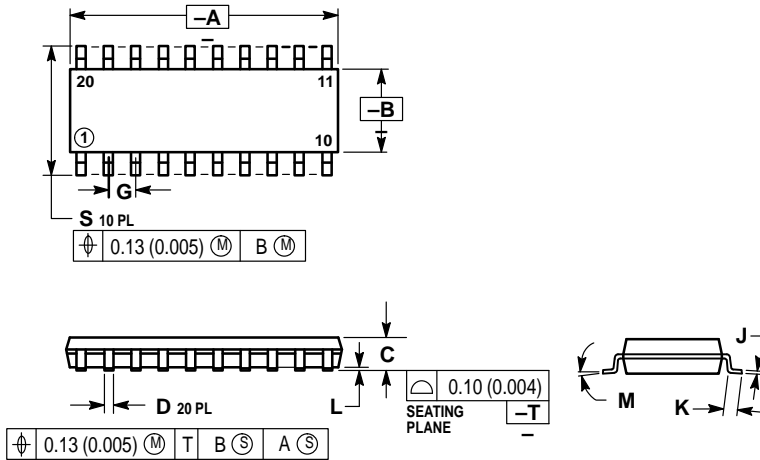 –A
–
20
11
–B
–
1
10
G
S 10 PL
⌖ 0.13 (0.005) Ⓜ B Ⓜ
C
J
D 20 PL
L
⌓ 0.10 (0.004)
M
K
SEATING
PLANE
–T
–
⌖ 0.13 (0.005) Ⓜ T B Ⓢ A Ⓢ